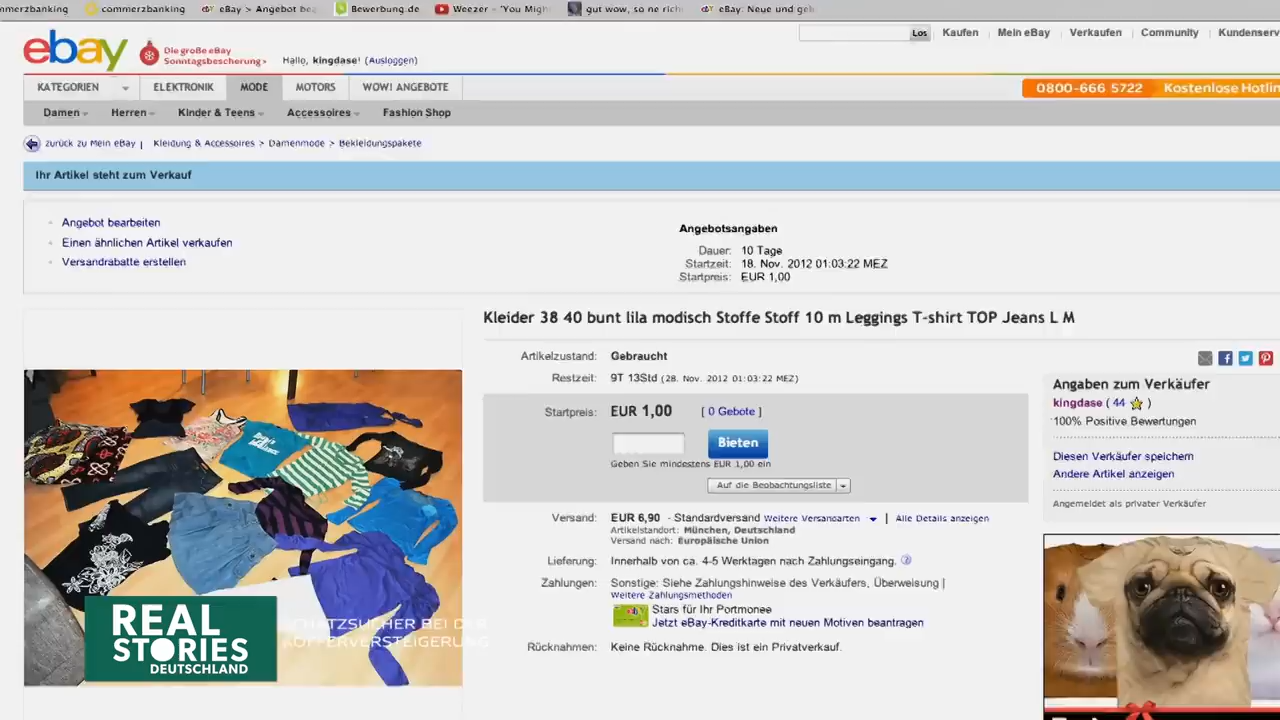 commerzbanking
eBay > Angebot
Bewerbung.de
Weezer - "You Migh
gut wow, so ne
eBay: Neue und
ebay
Die große eBay
Sonntagsbescherung >
Hallo, kingdase! (Ausloggen)
Los
Kaufen
Mein eBay
Verkaufen
Community
Kundenserv
KATEGORIEN
ELEKTRONIK
MODE
MOTORS
WOW! ANGEBOTE
0800-666 5722
Kostenlose Hotlin
Damen
Herren
Kinder & Teens
Accessoires
Fashion Shop
zurück zu Mein eBay | Kleidung & Accessoires > Damenmode > Bekleidungspakete
Ihr Artikel steht zum Verkauf
Angebot bearbeiten
Einen ähnlichen Artikel verkaufen
Versandrabatte erstellen
Angebotsangaben
Dauer: 10 Tage
Startzeit: 18. Nov. 2012 01:03:22 MEZ
Startpreis: EUR 1,00
Kleider 38 40 bunt lila modisch Stoffe Stoff 10 m Leggings T-shirt TOP Jeans L M
Artikelzustand: Gebraucht
Restzeit: 9T 13Std (28. Nov. 2012 01:03:22 MEZ)
Startpreis: EUR 1,00 [ 0 Gebote ]
Bieten
Geben Sie mindestens EUR 1,00 ein
Auf die Beobachtungsliste
Versand: EUR 6,90 - Standardversand Weitere Versandarten | Alle Details anzeigen
Artikelstandort: München, Deutschland
Versand nach: Europäische Union
Lieferung: Innerhalb von ca. 4-5 Werktagen nach Zahlungseingang.
Zahlungen: Sonstige: Siehe Zahlungshinweise des Verkäufers, Überweisung |
Weitere Zahlungsmethoden
Stars für Ihr Portmonee
Jetzt eBay-Kreditkarte mit neuen Motiven beantragen
Rücknahmen: Keine Rücknahme. Dies ist ein Privatverkauf.
Angaben zum Verkäufer
kingdase ( 44 )
100% Positive Bewertungen
Diesen Verkäufer speichern
Andere Artikel anzeigen
Angemeldet als privater Verkäufer
REAL
STORIES
DEUTSCHLAND
SCHATZSUCHER BEI DER
KOFFERVERSTEIGERUNG